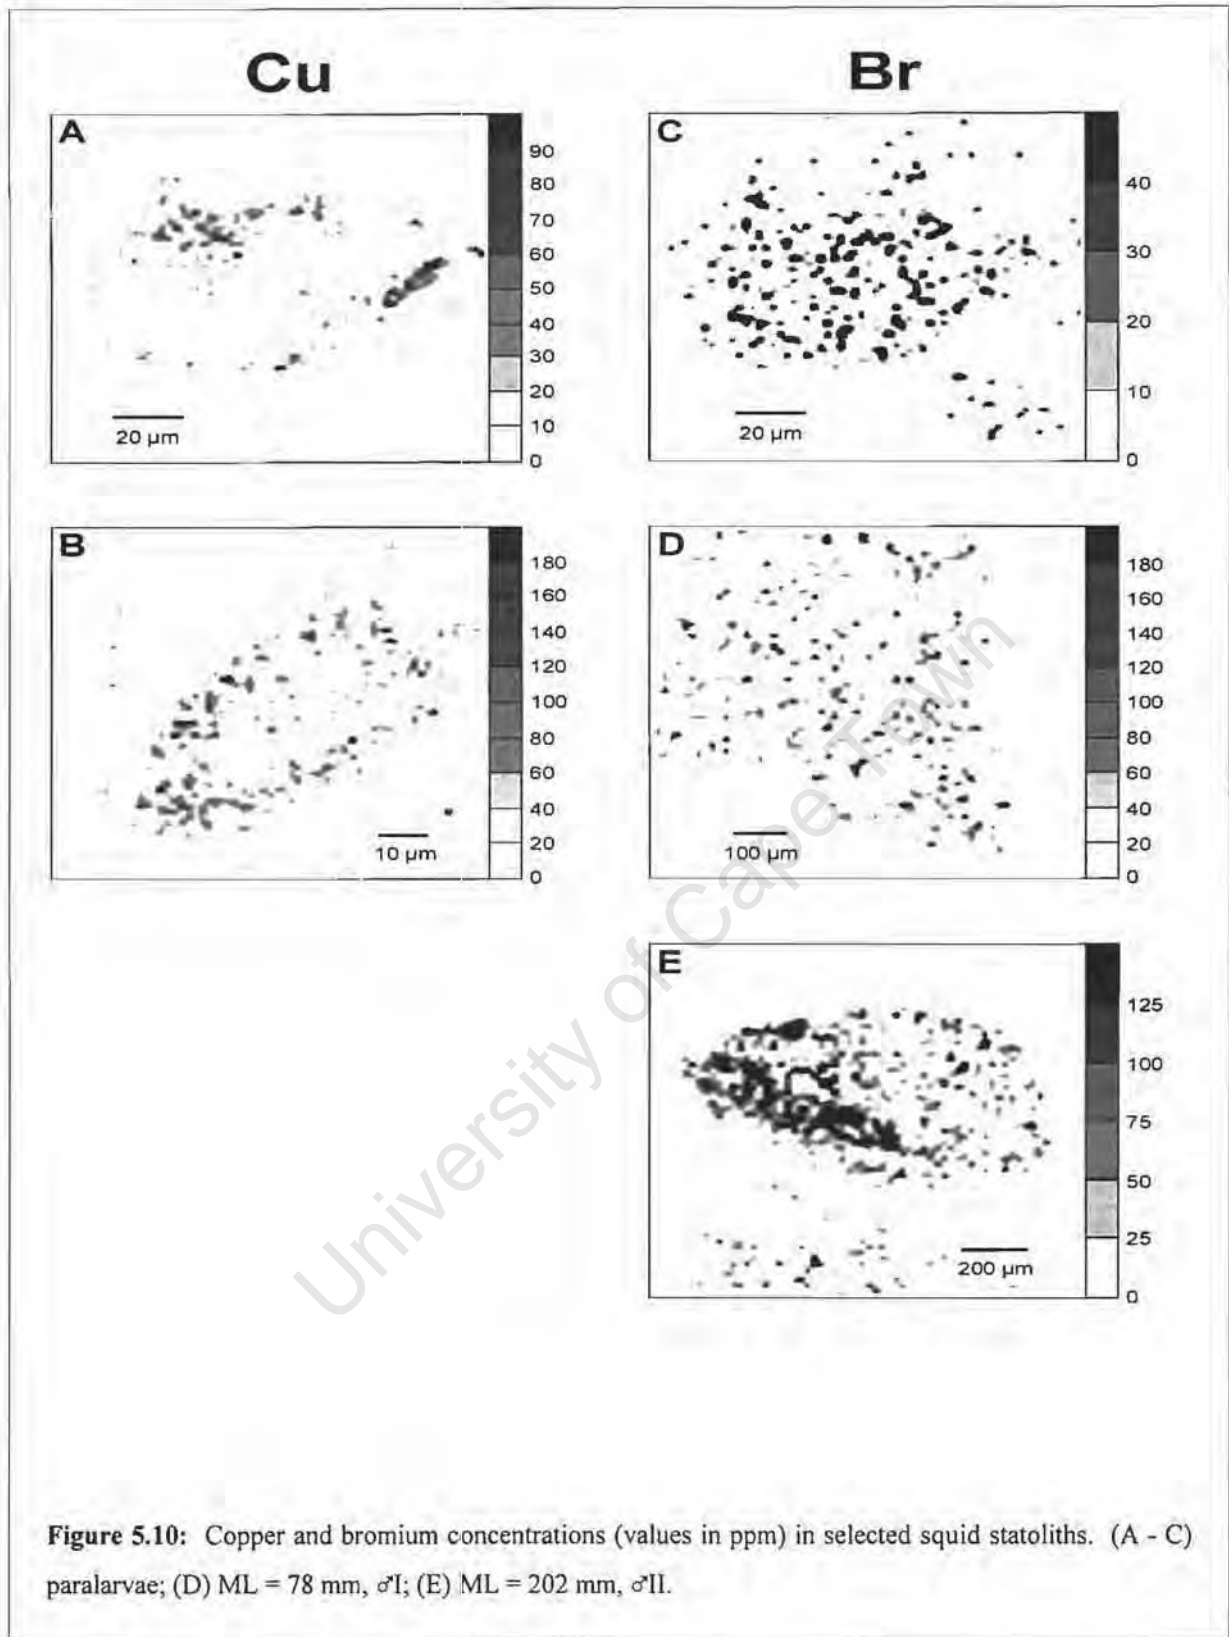 Cu
Br
A
90
80
70
60
50
40
30
20
10
0
20 µm
C
40
30
20
10
0
20 µm
B
180
160
140
120
100
80
60
40
20
0
10 µm
D
180
160
140
120
100
80
60
40
20
0
100 µm
E
125
100
75
50
25
0
200 µm
University of Cape Town
Figure 5.10: Copper and bromium concentrations (values in ppm) in selected squid statoliths. (A - C)
paralarvae; (D) ML = 78 mm, ♂I; (E) ML = 202 mm, ♂II.